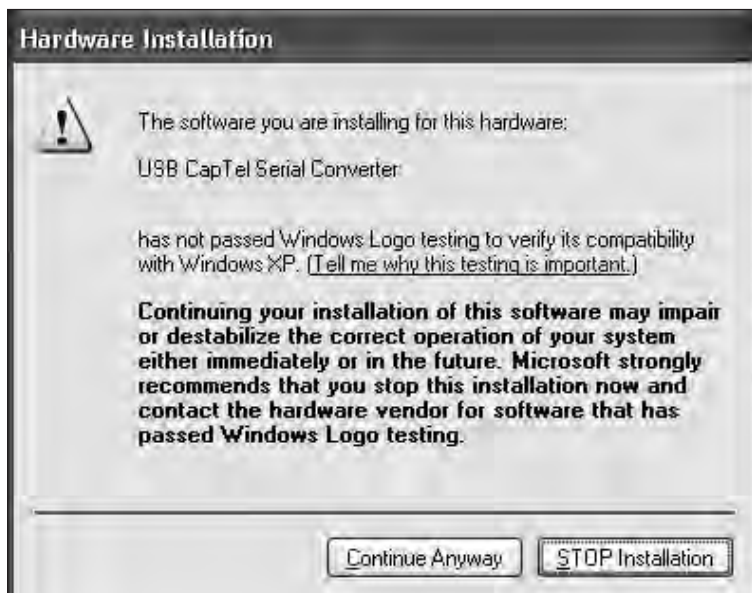 Hardware Installation
The software you are installing for this hardware:
USB CapTel Serial Converter
has not passed Windows Logo testing to verify its compatibility
with Windows XP. (Tell me why this testing is important.)
Continuing your installation of this software may impair
or destabilize the correct operation of your system
either immediately or in the future. Microsoft strongly
recommends that you stop this installation now and
contact the hardware vendor for software that has
passed Windows Logo testing.
Continue Anyway STOP Installation